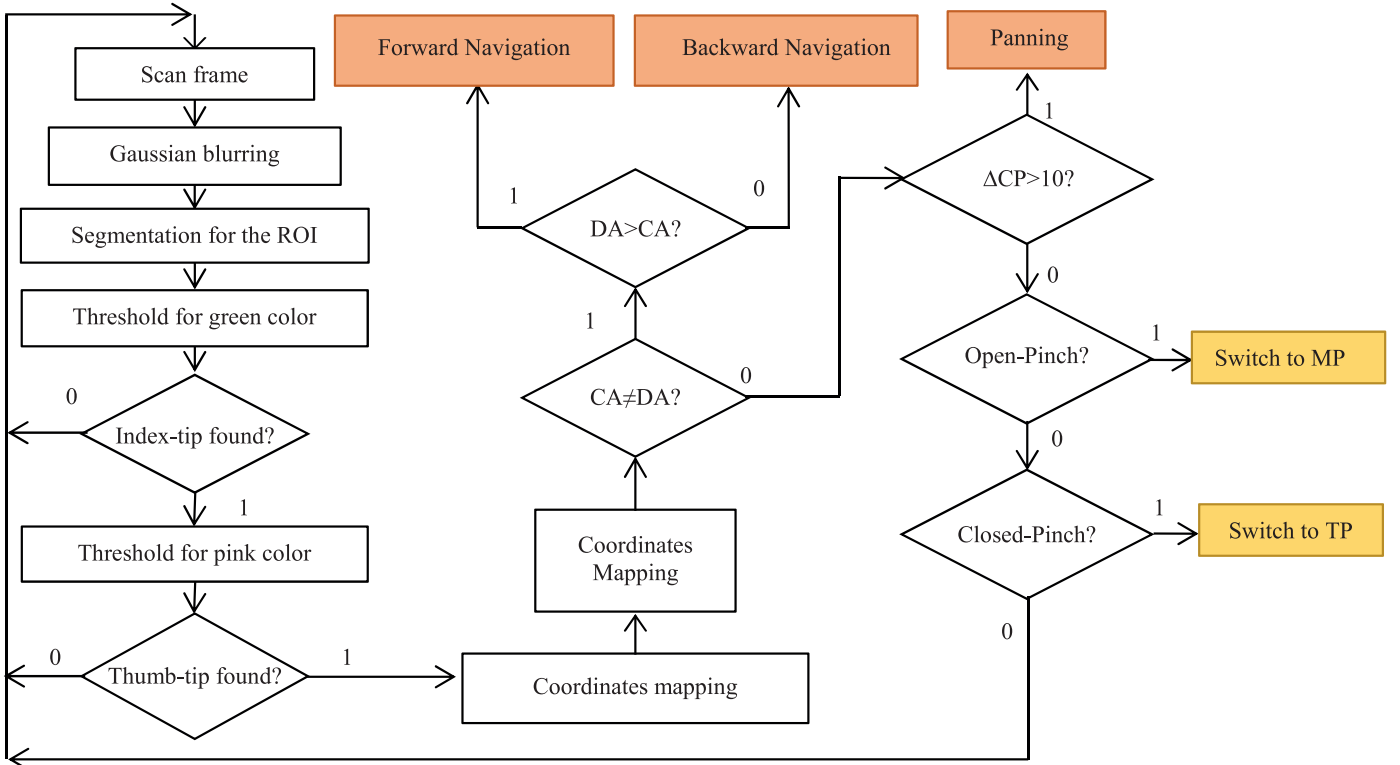 Forward Navigation
Backward Navigation
Panning
Scan frame
1
Gaussian blurring
ΔCP>10?
1
0
DA>CA?
Segmentation for the ROI
0
Threshold for green color
1
Open-Pinch?
1
Switch to MP
0
CA≠DA?
0
Index-tip found?
0
1
Closed-Pinch?
1
Switch to TP
Threshold for pink color
Coordinates
Mapping
0
0
1
Thumb-tip found?
Coordinates mapping